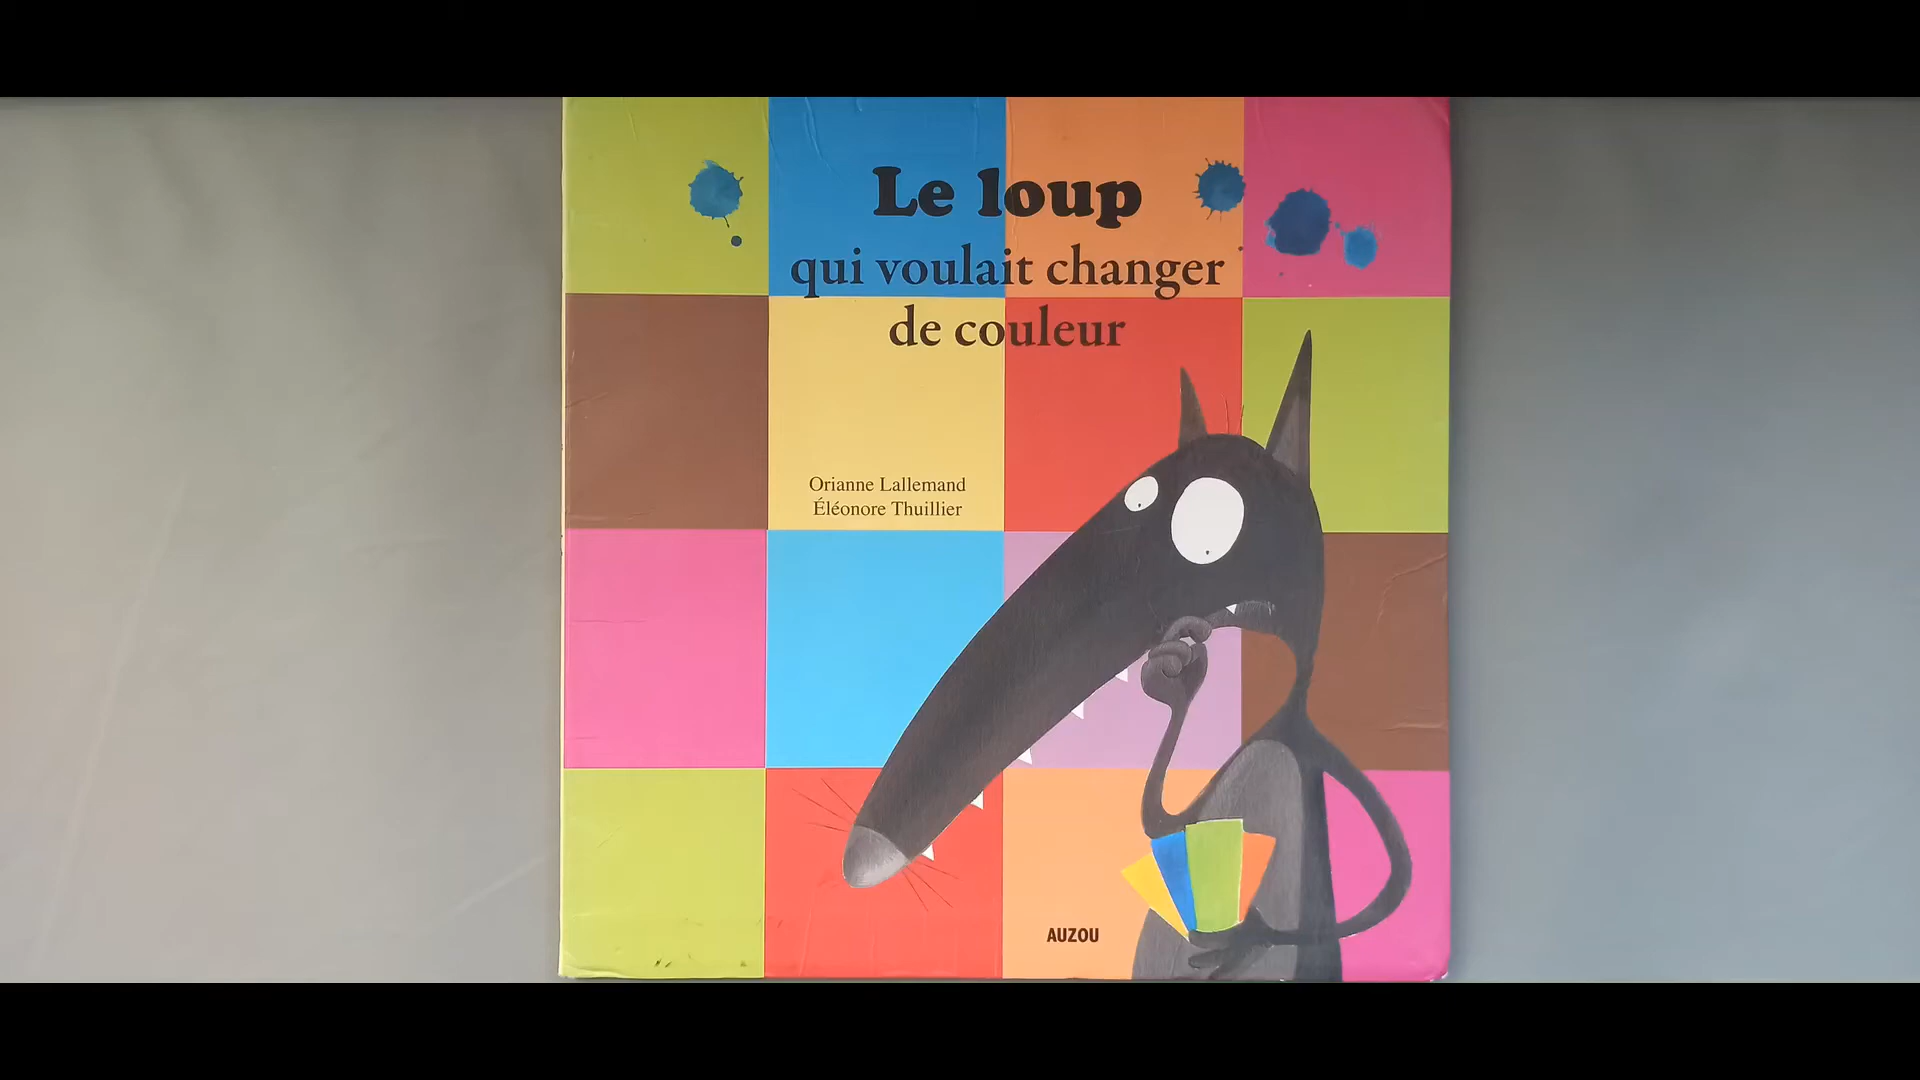 Le loup
qui voulait changer
de couleur
Orianne Lallemand
Éléonore Thuillier
AUZOU